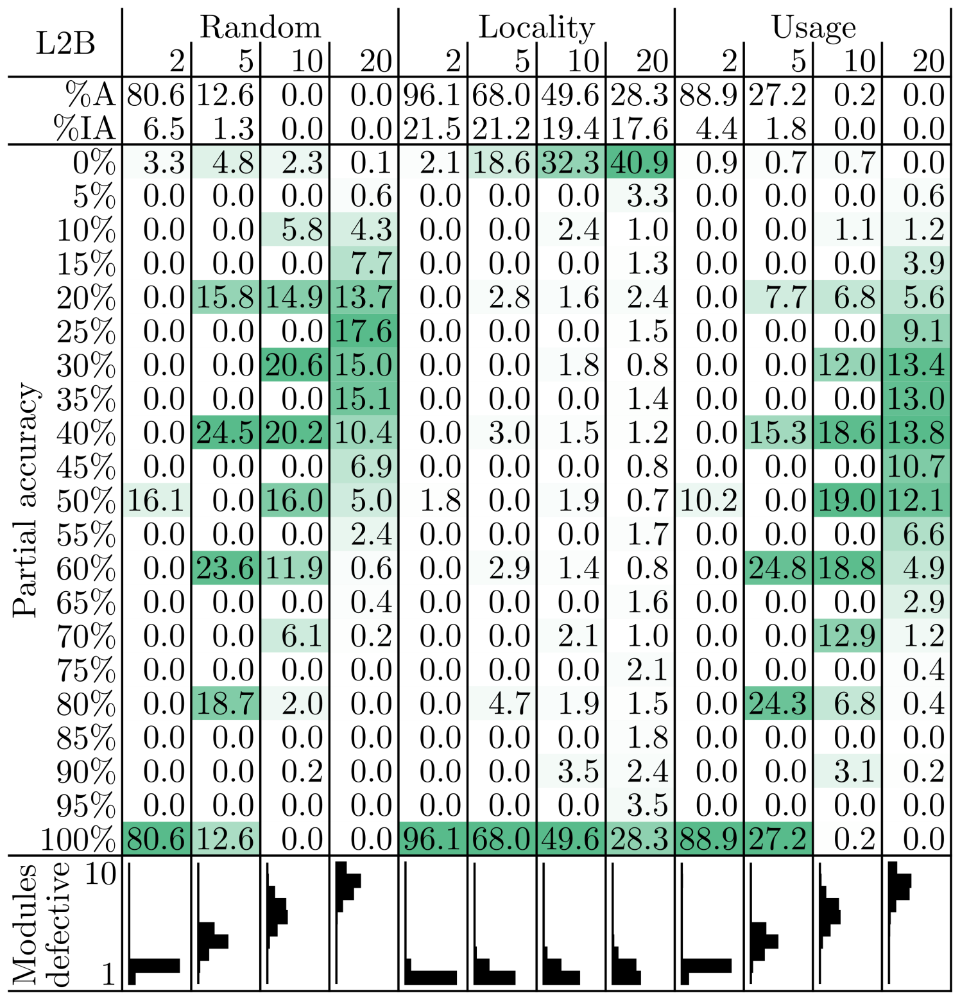 L2B Random Locality Usage
2 5 10 20 2 5 10 20 2 5 10 20
%A 80.6 12.6 0.0 0.0 96.1 68.0 49.6 28.3 88.9 27.2 0.2 0.0
%IA 6.5 1.3 0.0 0.0 21.5 21.2 19.4 17.6 4.4 1.8 0.0 0.0
Partial accuracy
0% 3.3 4.8 2.3 0.1 2.1 18.6 32.3 40.9 0.9 0.7 0.7 0.0
5% 0.0 0.0 0.0 0.6 0.0 0.0 0.0 3.3 0.0 0.0 0.0 0.6
10% 0.0 0.0 5.8 4.3 0.0 0.0 2.4 1.0 0.0 0.0 1.1 1.2
15% 0.0 0.0 0.0 7.7 0.0 0.0 0.0 1.3 0.0 0.0 0.0 3.9
20% 0.0 15.8 14.9 13.7 0.0 2.8 1.6 2.4 0.0 7.7 6.8 5.6
25% 0.0 0.0 0.0 17.6 0.0 0.0 0.0 1.5 0.0 0.0 0.0 9.1
30% 0.0 0.0 20.6 15.0 0.0 0.0 1.8 0.8 0.0 0.0 12.0 13.4
35% 0.0 0.0 0.0 15.1 0.0 0.0 0.0 1.4 0.0 0.0 0.0 13.0
40% 0.0 24.5 20.2 10.4 0.0 3.0 1.5 1.2 0.0 15.3 18.6 13.8
45% 0.0 0.0 0.0 6.9 0.0 0.0 0.0 0.8 0.0 0.0 0.0 10.7
50% 16.1 0.0 16.0 5.0 1.8 0.0 1.9 0.7 10.2 0.0 19.0 12.1
55% 0.0 0.0 0.0 2.4 0.0 0.0 0.0 1.7 0.0 0.0 0.0 6.6
60% 0.0 23.6 11.9 0.6 0.0 2.9 1.4 0.8 0.0 24.8 18.8 4.9
65% 0.0 0.0 0.0 0.4 0.0 0.0 0.0 1.6 0.0 0.0 0.0 2.9
70% 0.0 0.0 6.1 0.2 0.0 0.0 2.1 1.0 0.0 0.0 12.9 1.2
75% 0.0 0.0 0.0 0.0 0.0 0.0 0.0 2.1 0.0 0.0 0.0 0.4
80% 0.0 18.7 2.0 0.0 0.0 4.7 1.9 1.5 0.0 24.3 6.8 0.4
85% 0.0 0.0 0.0 0.0 0.0 0.0 0.0 1.8 0.0 0.0 0.0 0.0
90% 0.0 0.0 0.2 0.0 0.0 0.0 3.5 2.4 0.0 0.0 3.1 0.2
95% 0.0 0.0 0.0 0.0 0.0 0.0 0.0 3.5 0.0 0.0 0.0 0.0
100% 80.6 12.6 0.0 0.0 96.1 68.0 49.6 28.3 88.9 27.2 0.2 0.0
Modules
defective
10
1